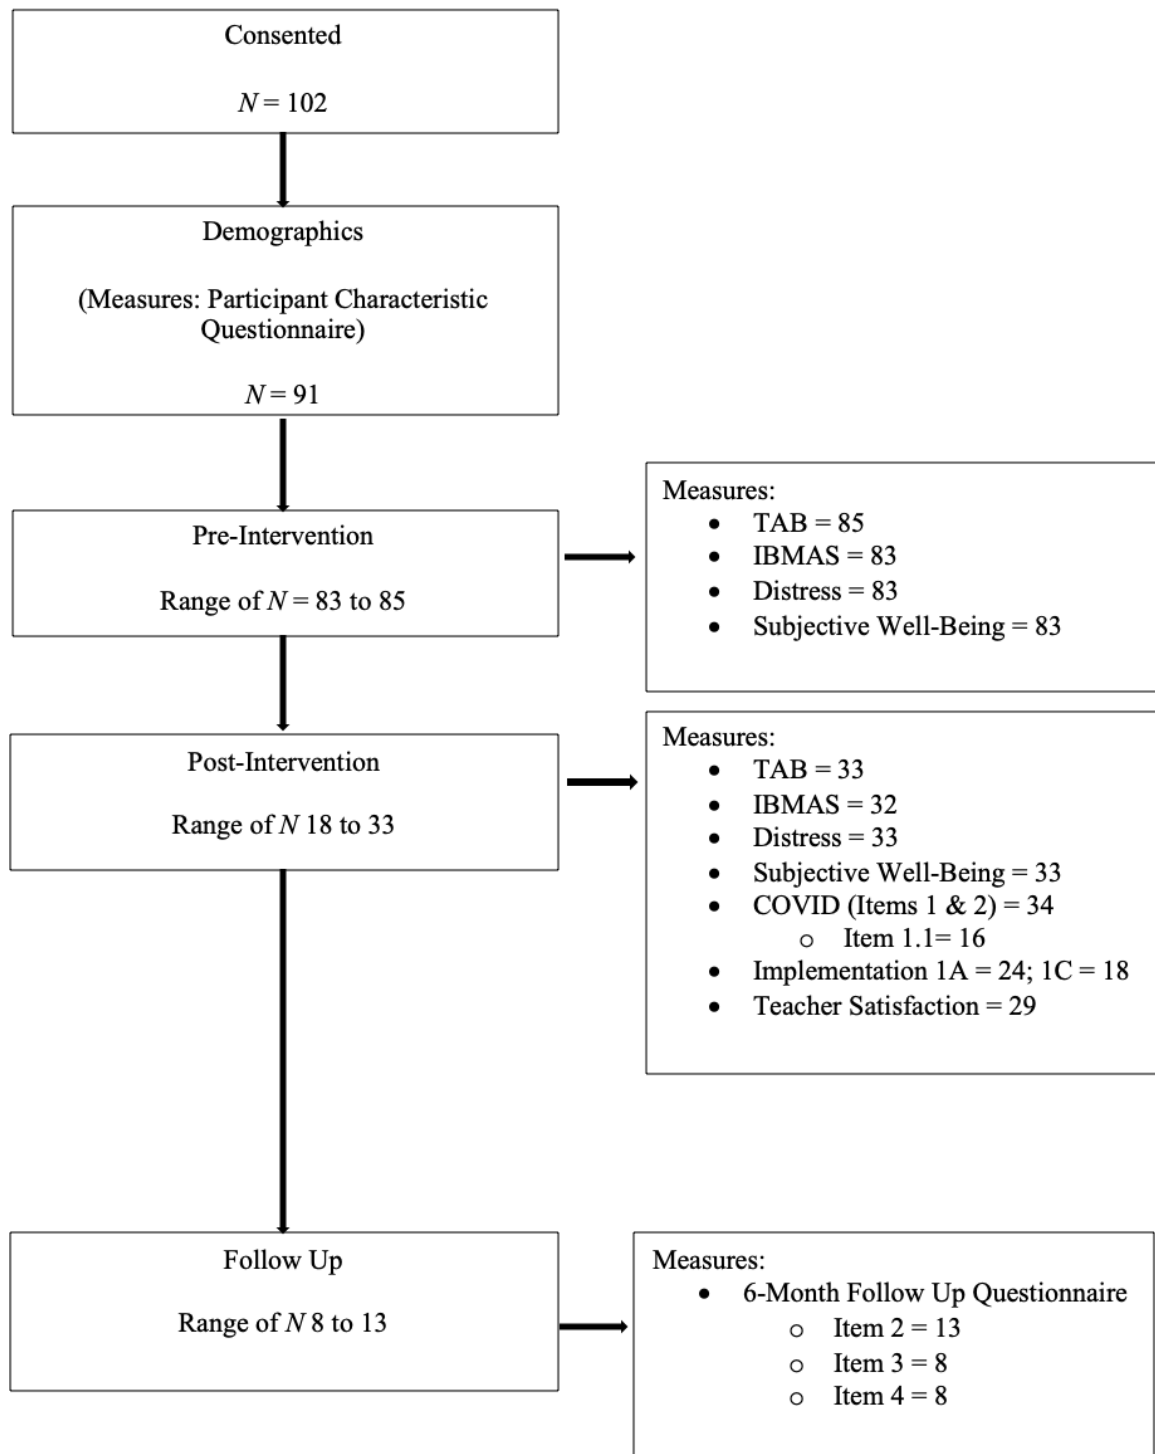 Consented
N = 102
Demographics
(Measures: Participant Characteristic
Questionnaire)
N = 91
Pre-Intervention
Range of N = 83 to 85
Measures:
• TAB = 85
• IBMAS = 83
• Distress = 83
• Subjective Well-Being = 83
Post-Intervention
Range of N 18 to 33
Measures:
• TAB = 33
• IBMAS = 32
• Distress = 33
• Subjective Well-Being = 33
• COVID (Items 1 & 2) = 34
o Item 1.1= 16
• Implementation 1A = 24; 1C = 18
• Teacher Satisfaction = 29
Follow Up
Range of N 8 to 13
Measures:
• 6-Month Follow Up Questionnaire
o Item 2 = 13
o Item 3 = 8
o Item 4 = 8